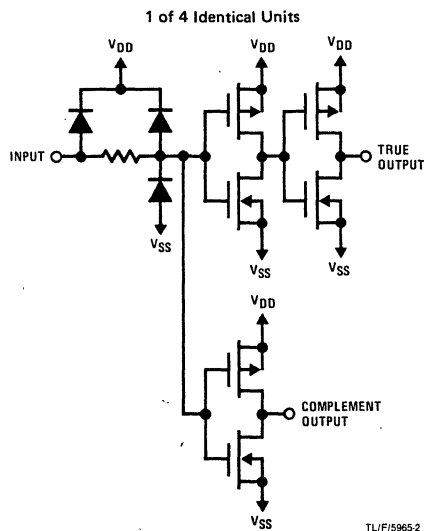 1 of 4 Identical Units
VDD
VDD
VDD
INPUT
TRUE
OUTPUT
VSS
VSS
VSS
VDD
COMPLEMENT
OUTPUT
VSS
TL/F/5965-2